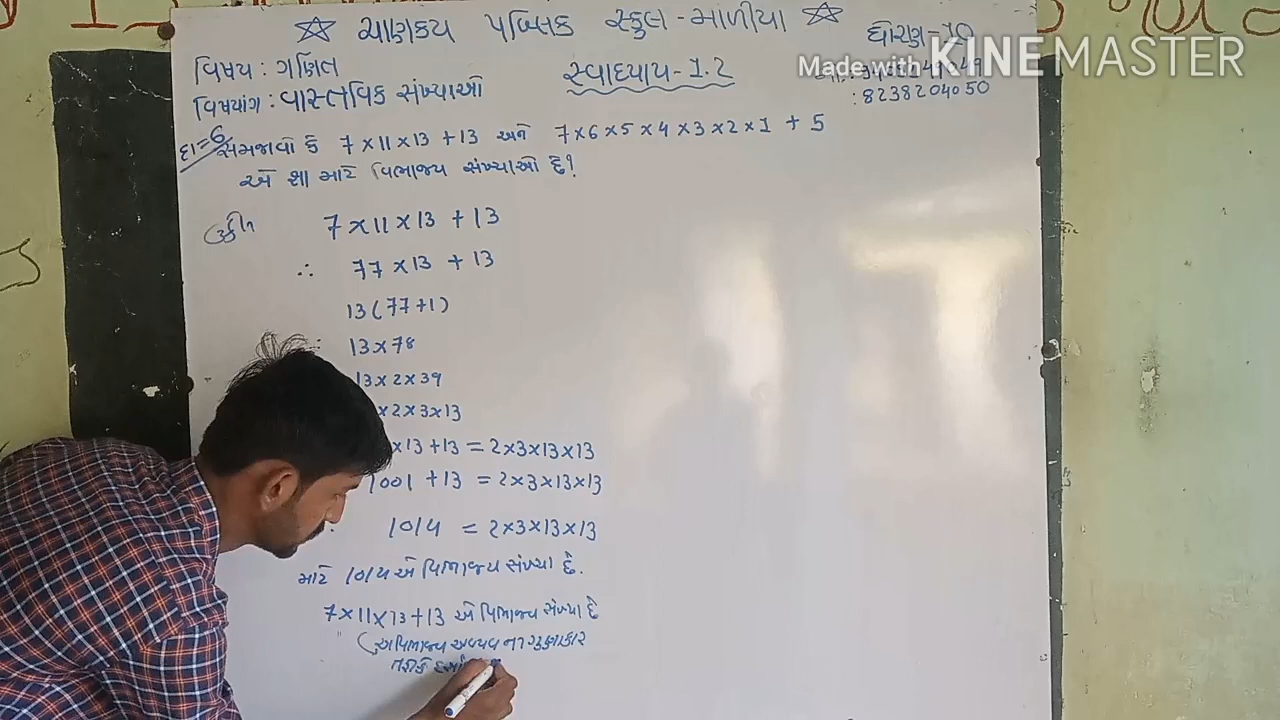 ☆ ચાણક્ય પબ્લિક સ્કુલ - માળીયા ☆
ધોરણ - 10
Made with KINEMASTER
વિષય : ગણિત
સ્વાધ્યાય - 1.2
વિષયાંગ : વાસ્તવિક સંખ્યાઓ
: 8238204050
દા = 6 સમજાવો કે 7 × 11 × 13 + 13 અને 7 × 6 × 5 × 4 × 3 × 2 × 1 + 5
એ શા માટે વિભાજ્ય સંખ્યાઓ છે?
7 × 11 × 13 + 13
∴ 77 × 13 + 13
13 ( 77 + 1 )
13 × 78
13 × 2 × 39
× 2 × 3 × 13
× 13 + 13 = 2 × 3 × 13 × 13
1001 + 13 = 2 × 3 × 13 × 13
1014 = 2 × 3 × 13 × 13
માટે 1014 એ વિભાજ્ય સંખ્યા છે.
7 × 11 × 13 + 13 એ વિભાજ્ય સંખ્યા છે
( અવિભાજ્ય અવયવ ના ગુણાકાર
તરીકે